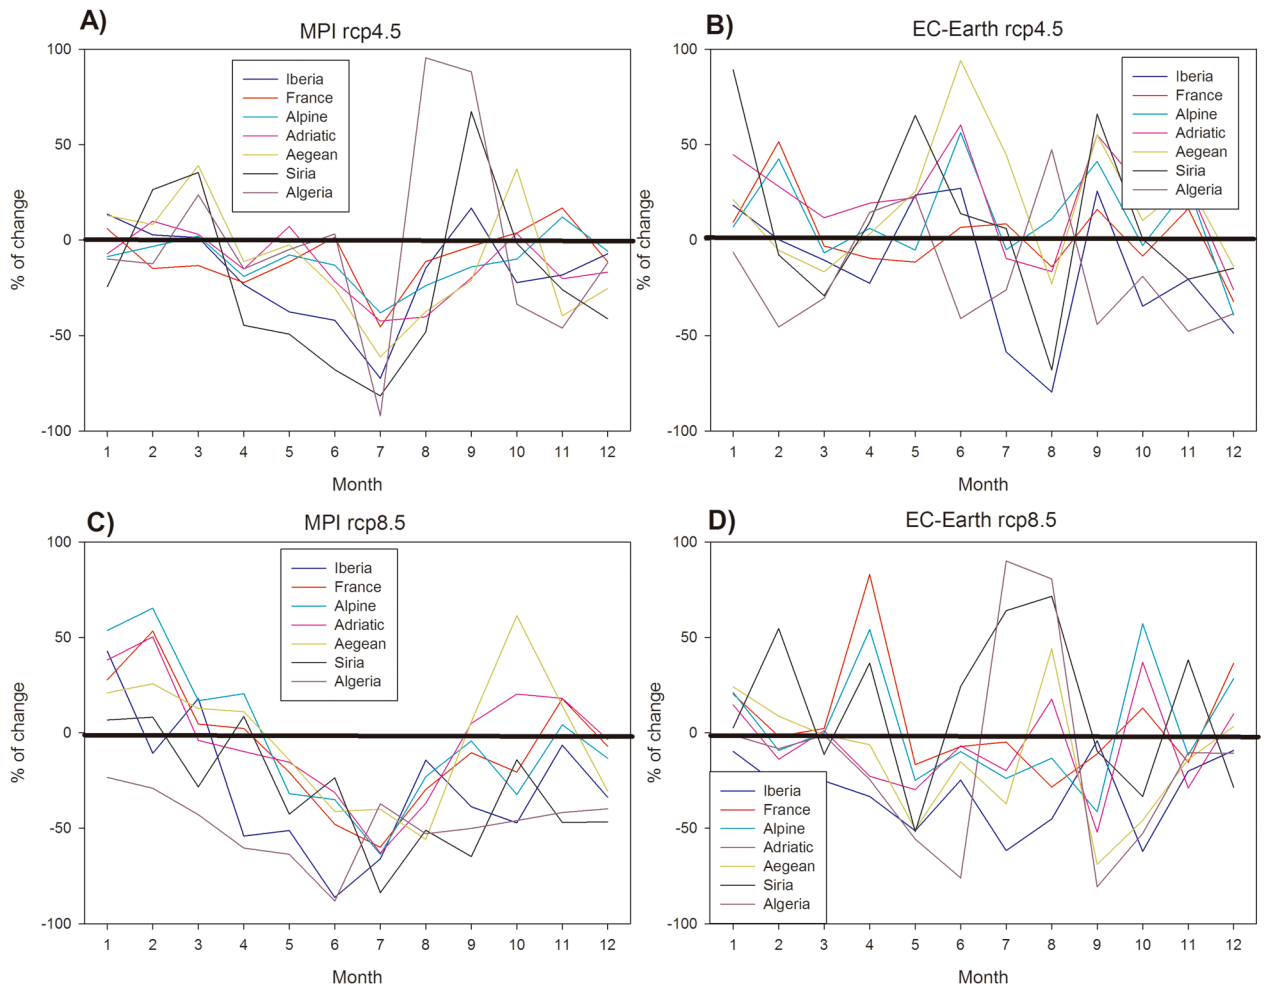 A)
MPI rcp4.5
100
50
0
-50
-100
% of change
Iberia
France
Alpine
Adriatic
Aegean
Siria
Algeria
1 2 3 4 5 6 7 8 9 10 11 12
Month
B)
EC-Earth rcp4.5
100
50
0
-50
-100
% of change
Iberia
France
Alpine
Adriatic
Aegean
Siria
Algeria
1 2 3 4 5 6 7 8 9 10 11 12
Month
C)
MPI rcp8.5
100
50
0
-50
-100
% of change
Iberia
France
Alpine
Adriatic
Aegean
Siria
Algeria
1 2 3 4 5 6 7 8 9 10 11 12
Month
D)
EC-Earth rcp8.5
100
50
0
-50
-100
% of change
Iberia
France
Alpine
Adriatic
Aegean
Siria
Algeria
1 2 3 4 5 6 7 8 9 10 11 12
Month